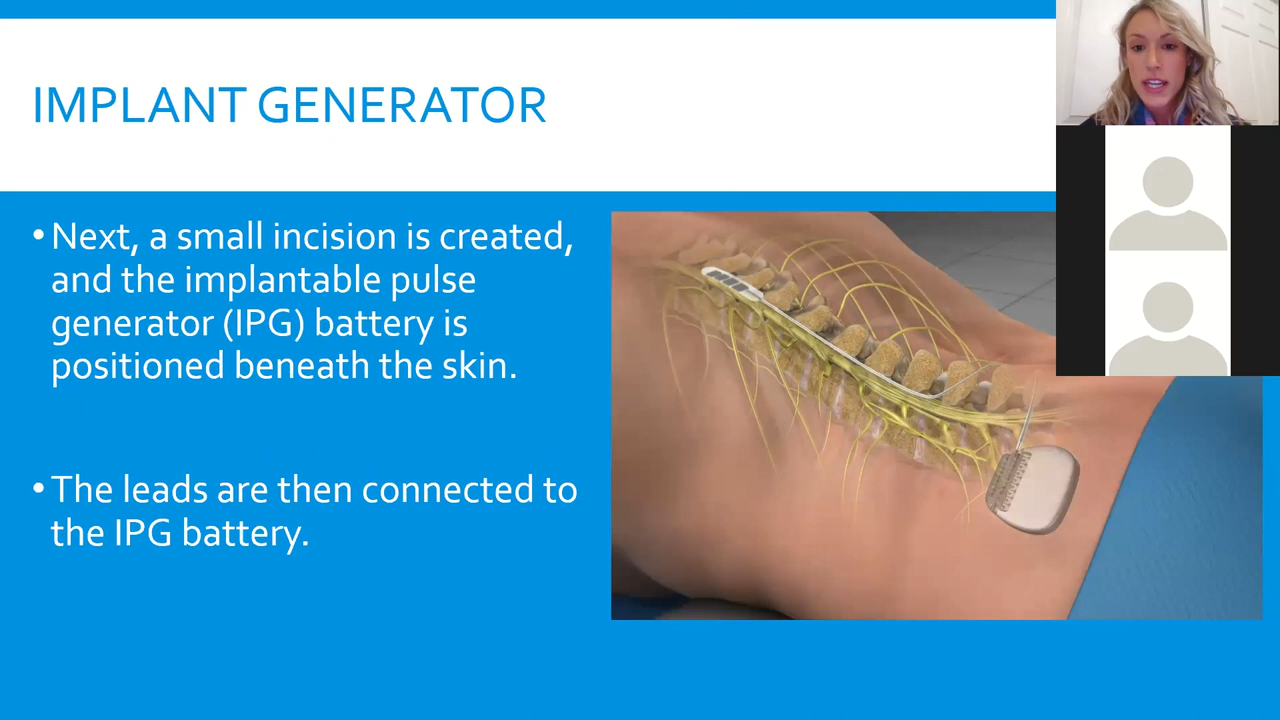 IMPLANT GENERATOR
• Next, a small incision is created,
and the implantable pulse
generator (IPG) battery is
positioned beneath the skin.
• The leads are then connected to
the IPG battery.